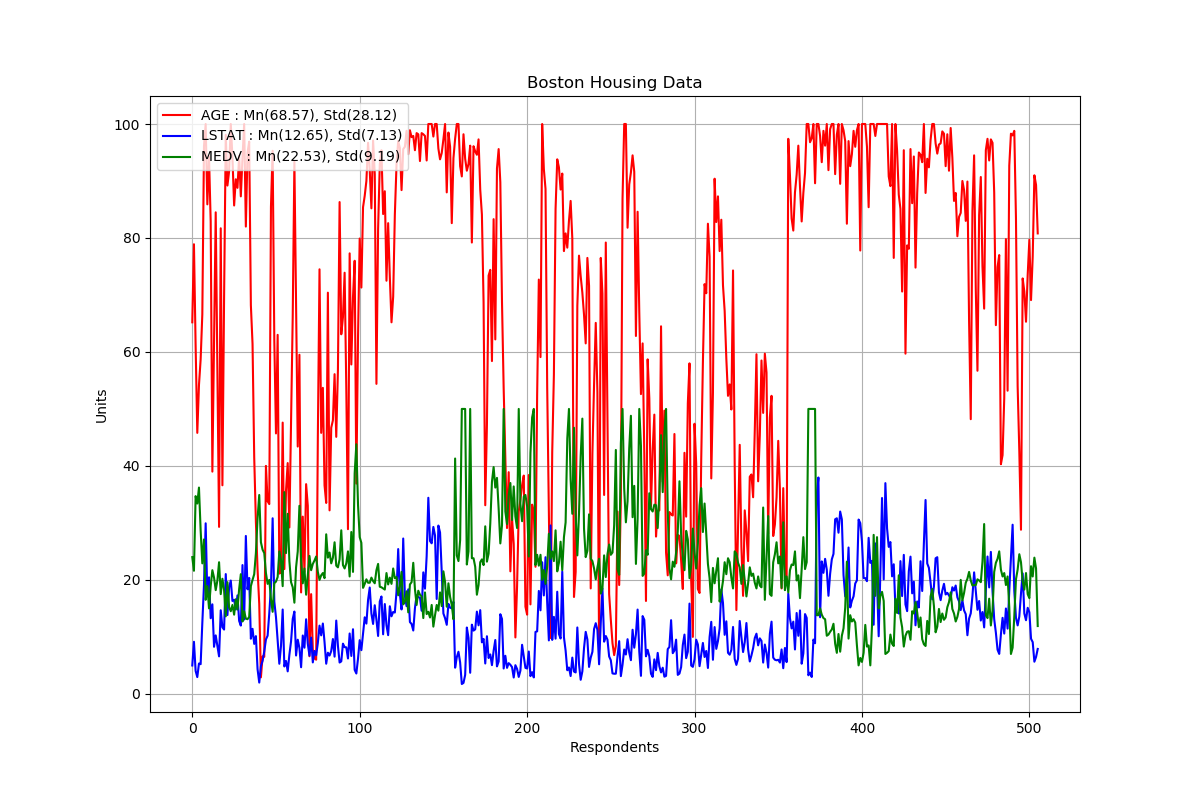 Boston Housing Data
AGE : Mn(68.57), Std(28.12)
LSTAT : Mn(12.65), Std(7.13)
MEDV : Mn(22.53), Std(9.19)
100
80
60
40
20
0
Units
0 100 200 300 400 500
Respondents